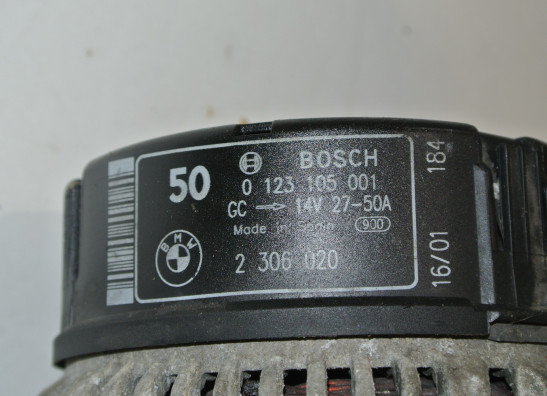 50 BOSCH
0 123 105 001
GC → 14V 27-50A
Made in Spain 900
BMW 2 306 020
16/01 184